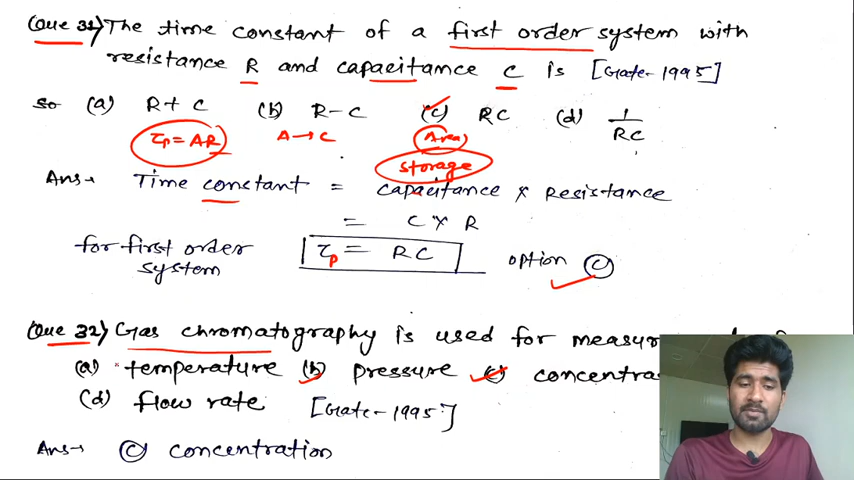 (Que 31) The time constant of a first order system with
resistance R and capacitance C is [Gate-1995]
so (a) R+C (b) R-C (c) RC (d) 1/RC
τp = AR A → C Area
storage
Ans→ Time constant = capacitance × Resistance
= C × R
for first order system τp = RC option (c)
(Que 32) Gas chromatography is used for
(a) temperature (b) pressure (c)
(d) flow rate [Gate-1995]
Ans→ (c) concentration